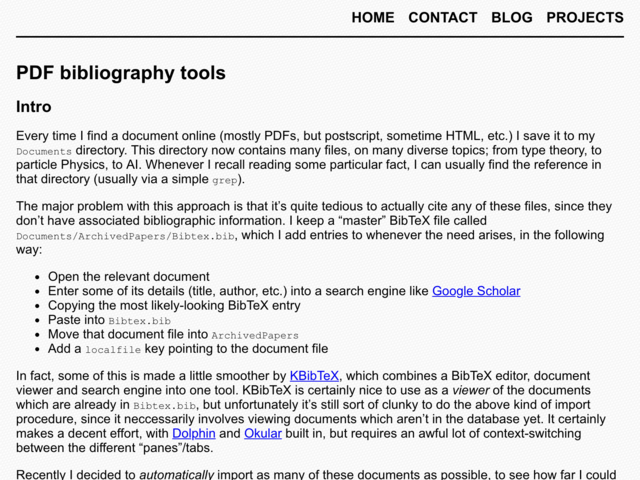 HOME CONTACT BLOG PROJECTS
PDF bibliography tools
Intro
Every time I find a document online (mostly PDFs, but postscript, sometime HTML, etc.) I save it to my
Documents directory. This directory now contains many files, on many diverse topics; from type theory, to
particle Physics, to AI. Whenever I recall reading some particular fact, I can usually find the reference in
that directory (usually via a simple grep).
The major problem with this approach is that it’s quite tedious to actually cite any of these files, since they
don’t have associated bibliographic information. I keep a “master” BibTeX file called
Documents/ArchivedPapers/Bibtex.bib, which I add entries to whenever the need arises, in the following
way:
• Open the relevant document
• Enter some of its details (title, author, etc.) into a search engine like Google Scholar
• Copying the most likely-looking BibTeX entry
• Paste into Bibtex.bib
• Move that document file into ArchivedPapers
• Add a localfile key pointing to the document file
In fact, some of this is made a little smoother by KBibTeX, which combines a BibTeX editor, document
viewer and search engine into one tool. KBibTeX is certainly nice to use as a viewer of the documents
which are already in Bibtex.bib, but unfortunately it’s still sort of clunky to do the above kind of import
procedure, since it neccessarily involves viewing documents which aren’t in the database yet. It certainly
makes a decent effort, with Dolphin and Okular built in, but requires an awful lot of context-switching
between the different “panes”/tabs.
Recently I decided to automatically import as many of these documents as possible, to see how far I could